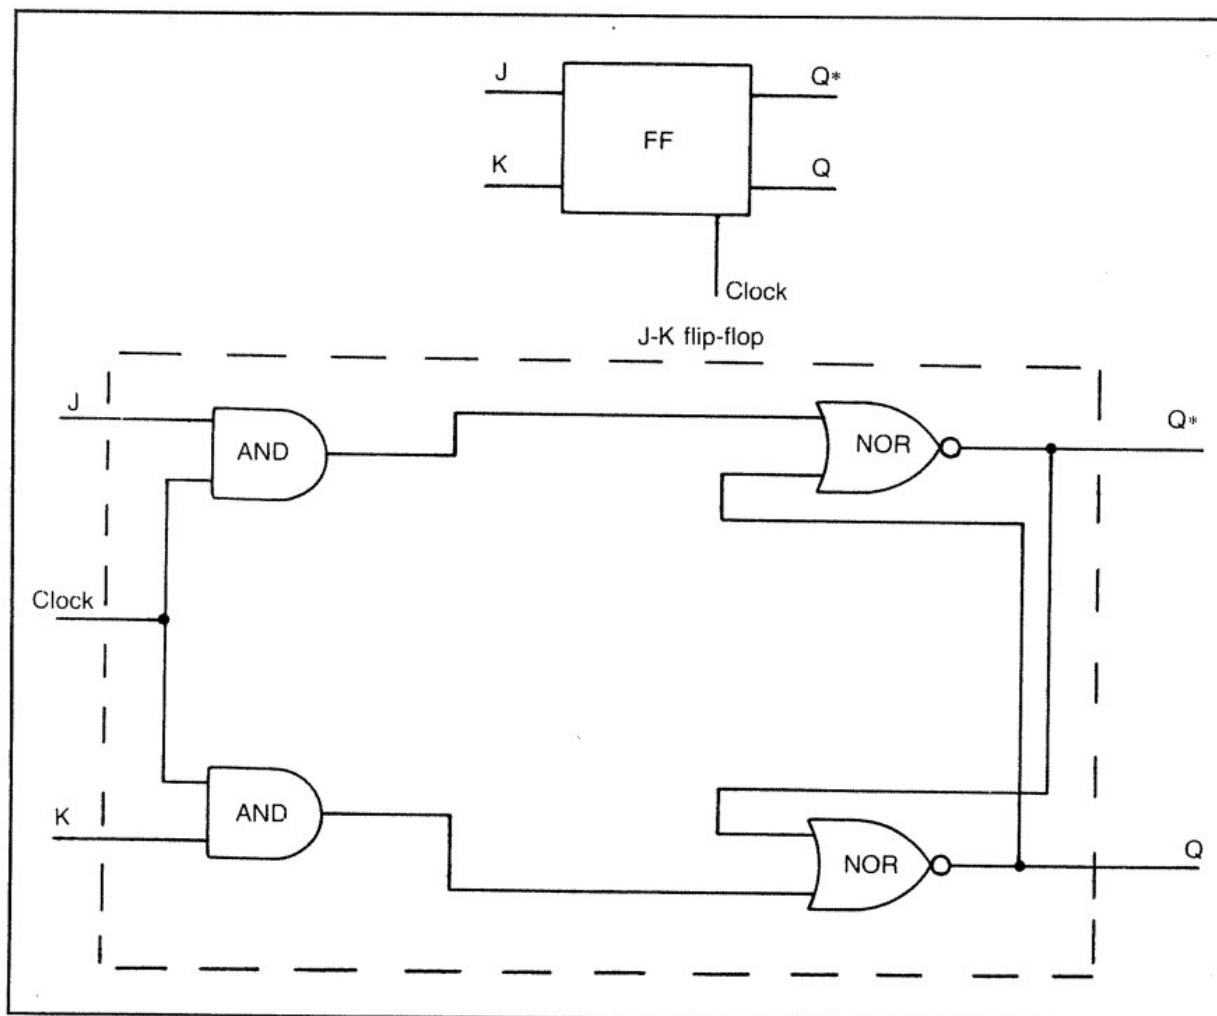 J
Q*
FF
K
Q
Clock
J-K flip-flop
J
AND
NOR
Q*
Clock
K
AND
NOR
Q